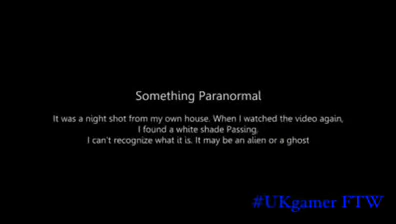 Something Paranormal
It was a night shot from my own house. When I watched the video again,
I found a white shade Passing.
I can't recognize what it is. It may be an alien or a ghost
#UKgamer FTW